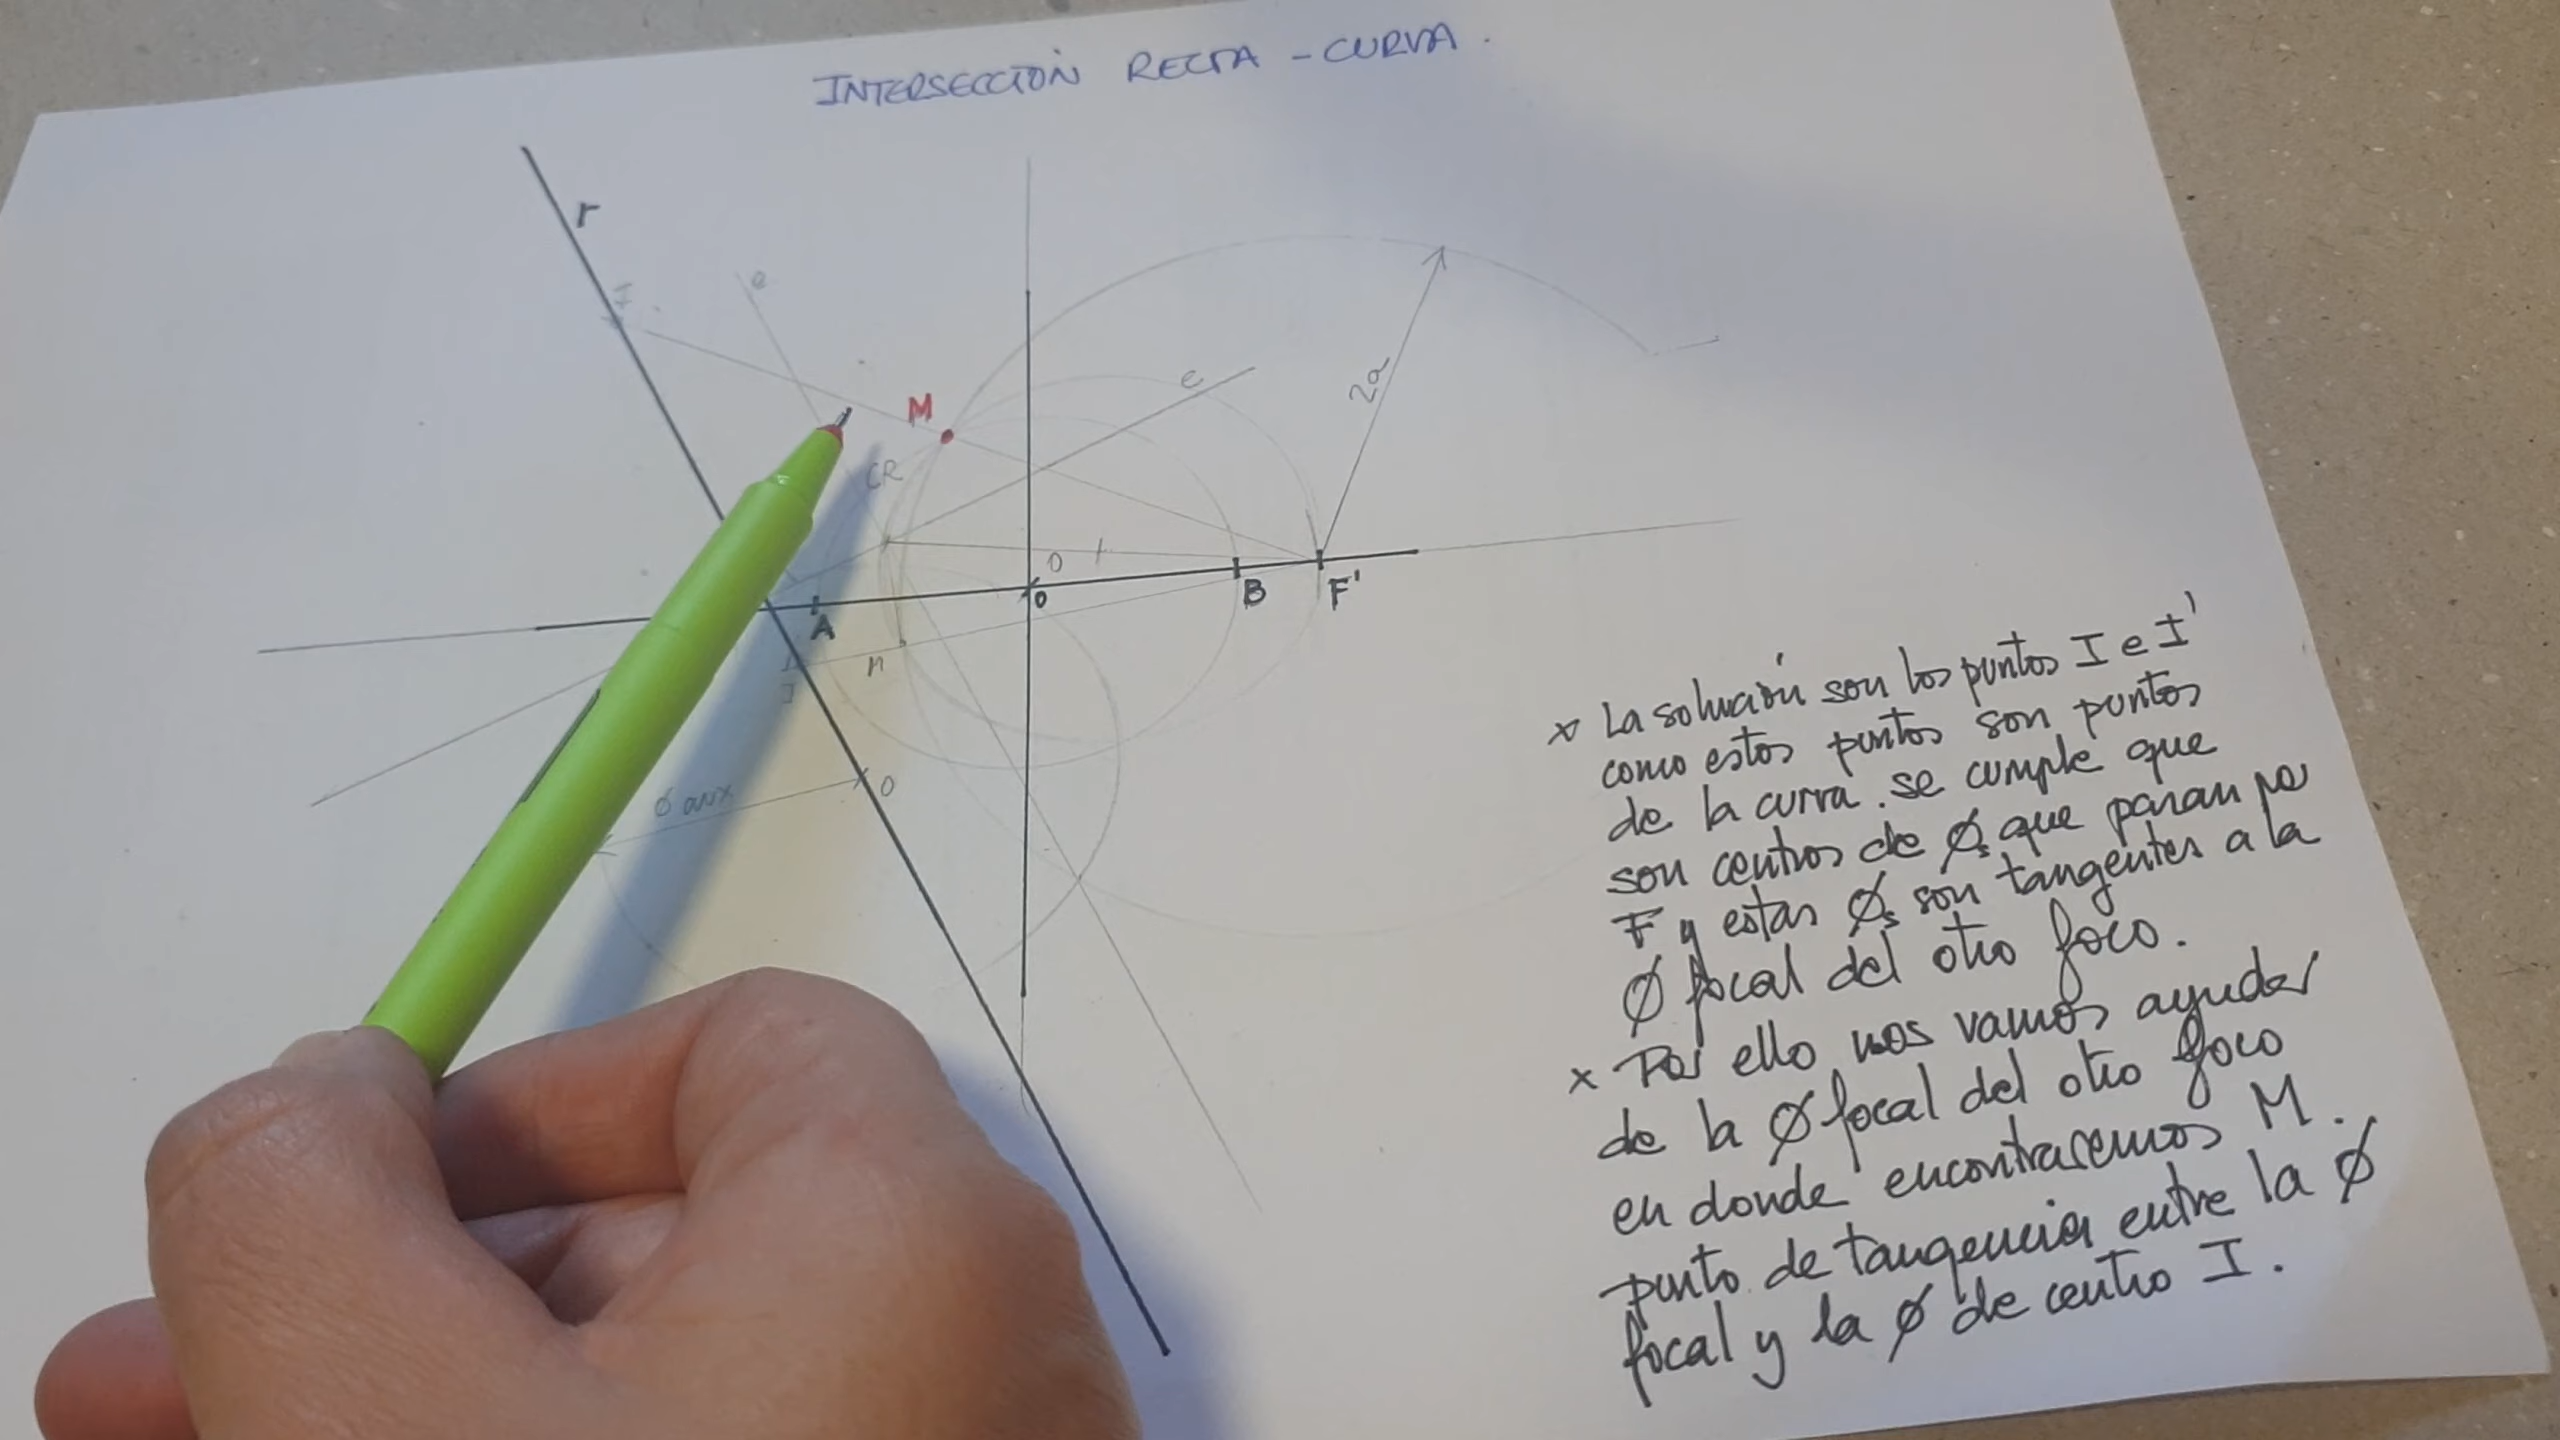 INTERSECCIÓN RECTA - CURVA.
r
I
e
M
e
2a
CR
O
O
A
B
F'
M
I
I
Ø aux
O
x La solución son los puntos I e I'
como estos puntos son puntos
de la curva. se cumple que
son centros de Øs que pasan por
F y estas Øs son tangentes a la
Ø focal del otro foco.
x Por ello nos vamos ayudar
de la Ø focal del otro foco
en donde encontraremos M.
punto de tangencia entre la Ø
focal y la Ø de centro I.